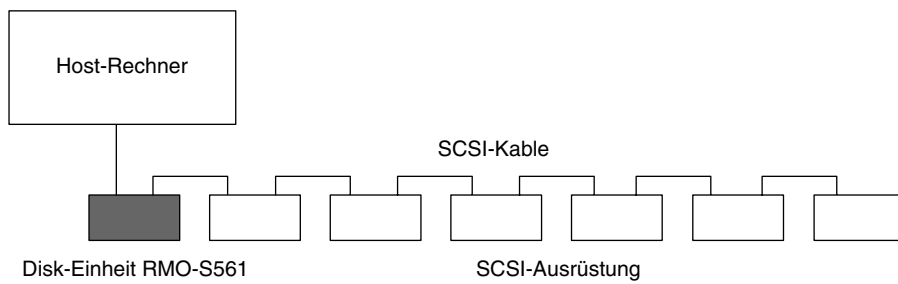 Host-Rechner
SCSI-Kable
Disk-Einheit RMO-S561
SCSI-Ausrüstung